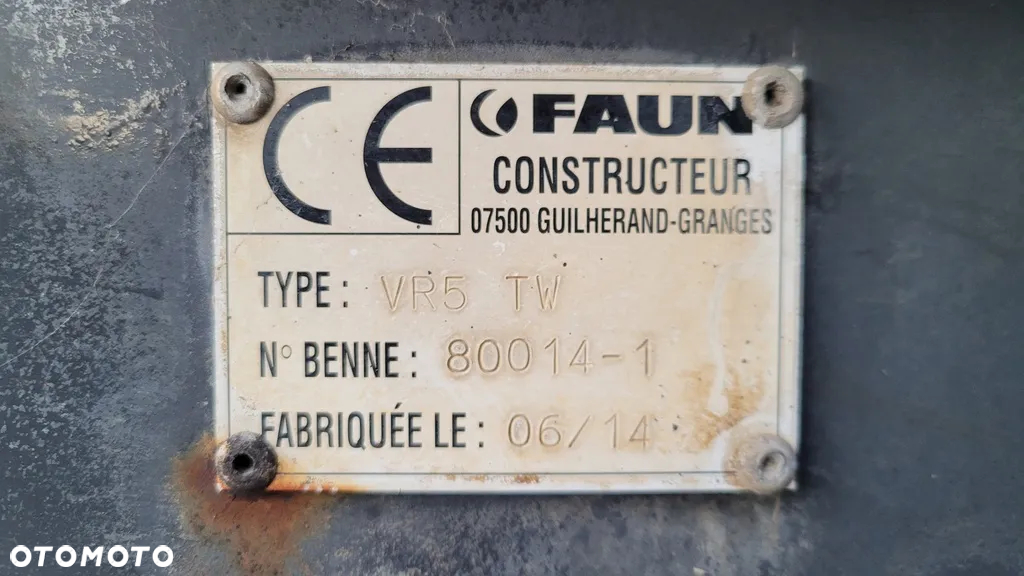 CE
FAUN
CONSTRUCTEUR
07500 GUILHERAND-GRANGES
TYPE : VR5 TW
N° BENNE : 80014-1
FABRIQUÉE LE : 06/14
OTOMOTO